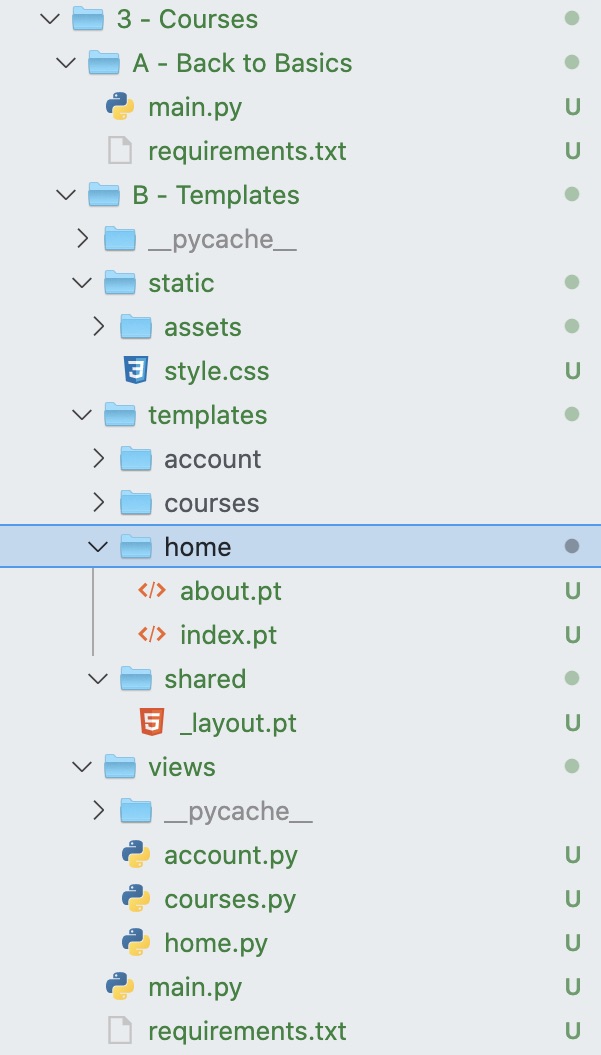 3 - Courses
A - Back to Basics
main.py U
requirements.txt U
B - Templates
__pycache__
static
assets
style.css U
templates
account
courses
home
about.pt U
index.pt U
shared
_layout.pt U
views
__pycache__
account.py U
courses.py U
home.py U
main.py U
requirements.txt U